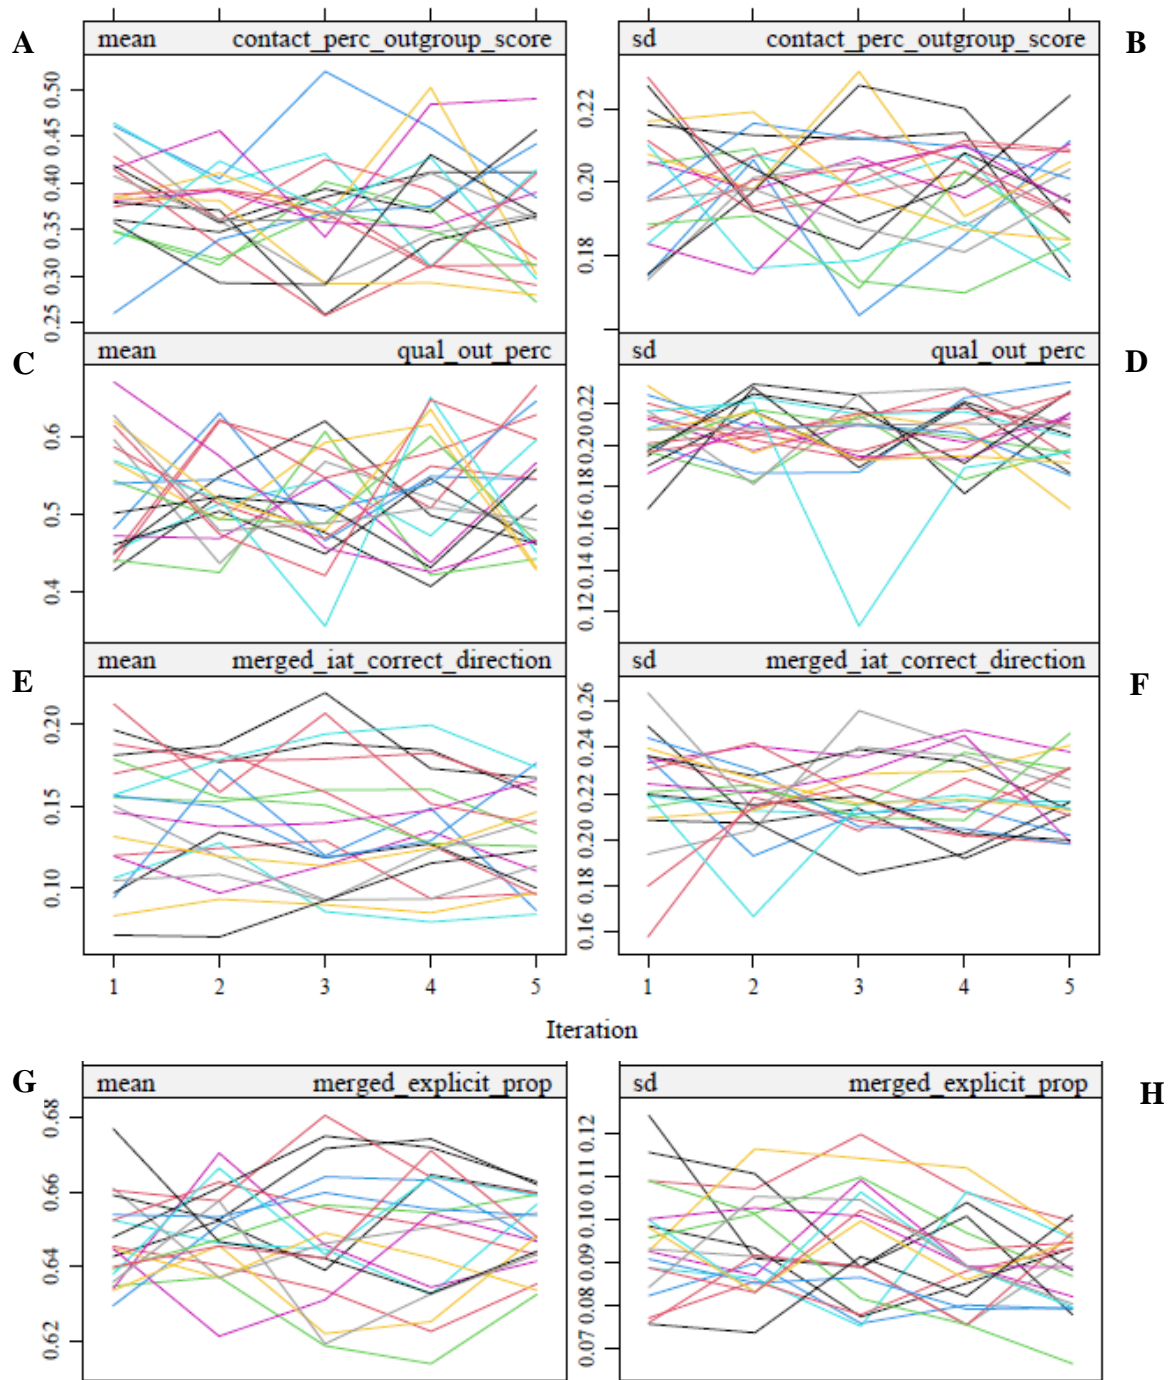 A
mean contact_perc_outgroup_score
sd contact_perc_outgroup_score
B
0.50
0.45
0.40
0.35
0.30
0.25
0.22
0.20
0.18
C
mean qual_out_perc
sd qual_out_perc
D
0.6
0.5
0.4
0.22
0.20
0.18
0.16
0.14
0.12
E
mean merged_iat_correct_direction
sd merged_iat_correct_direction
F
0.20
0.15
0.10
0.26
0.24
0.22
0.20
0.18
0.16
1 2 3 4 5
1 2 3 4 5
Iteration
G
mean merged_explicit_prop
sd merged_explicit_prop
H
0.68
0.66
0.64
0.62
0.12
0.11
0.10
0.09
0.08
0.07